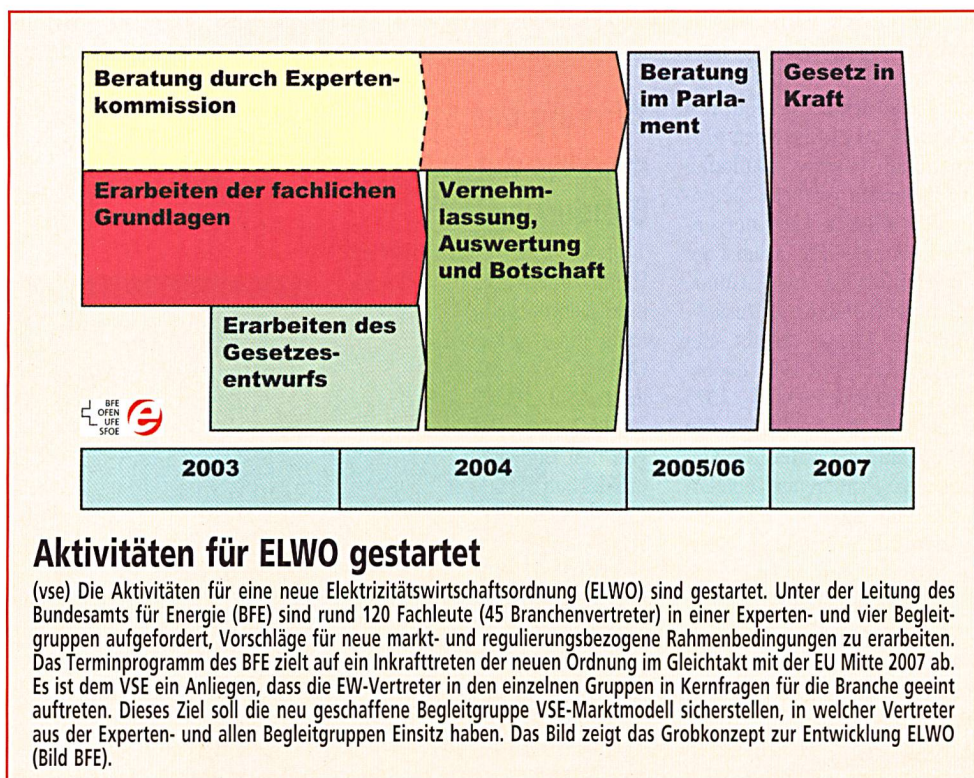 Beratung durch Experten-
kommission
Beratung
im Parla-
ment
Gesetz in
Kraft
Erarbeiten der fachlichen
Grundlagen
Vernehm-
lassung,
Auswertung
und Botschaft
Erarbeiten des
Gesetzes-
entwurfs
BFE
OFEN
UFE
SFOE
e
2003
2004
2005/06
2007
Aktivitäten für ELWO gestartet
(vse) Die Aktivitäten für eine neue Elektrizitätswirtschaftsordnung (ELWO) sind gestartet. Unter der Leitung des
Bundesamts für Energie (BFE) sind rund 120 Fachleute (45 Branchenvertreter) in einer Experten- und vier Begleit-
gruppen aufgefordert, Vorschläge für neue markt- und regulierungsbezogene Rahmenbedingungen zu erarbeiten.
Das Terminprogramm des BFE zielt auf ein Inkrafttreten der neuen Ordnung im Gleichtakt mit der EU Mitte 2007 ab.
Es ist dem VSE ein Anliegen, dass die EW-Vertreter in den einzelnen Gruppen in Kernfragen für die Branche geeint
auftreten. Dieses Ziel soll die neu geschaffene Begleitgruppe VSE-Marktmodell sicherstellen, in welcher Vertreter
aus der Experten- und allen Begleitgruppen Einsitz haben. Das Bild zeigt das Grobkonzept zur Entwicklung ELWO
(Bild BFE).